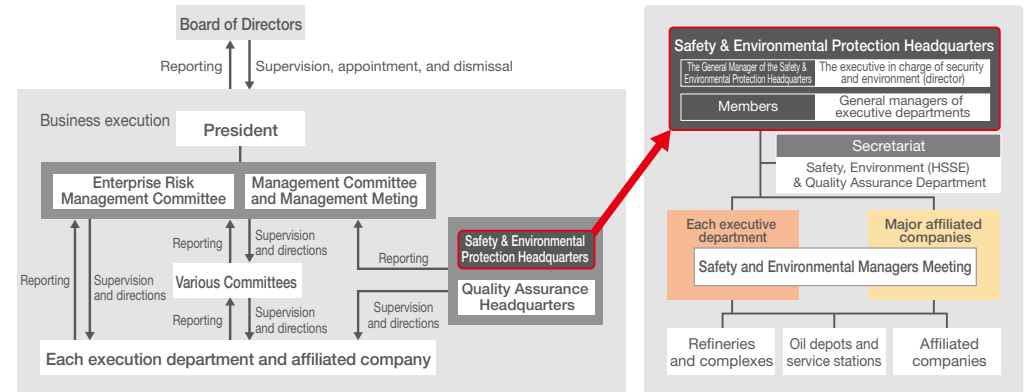 Board of Directors
Reporting
Supervision, appointment, and dismissal
Business execution
President
Enterprise Risk
Management Committee
Management Committee
and Management Meting
Reporting
Supervision
and directions
Reporting
Supervision
and directions
Reporting
Various Committees
Reporting
Supervision
and directions
Supervision
and directions
Safety & Environmental
Protection Headquarters
Quality Assurance
Headquarters
Each execution department and affiliated company
Safety & Environmental Protection Headquarters
The General Manager of the Safety &
Environmental Protection Headquarters
The executive in charge of security
and environment (director)
Members
General managers of
executive departments
Secretariat
Safety, Environment (HSSE)
& Quality Assurance Department
Each executive
department
Major affiliated
companies
Safety and Environmental Managers Meeting
Refineries
and complexes
Oil depots and
service stations
Affiliated
companies